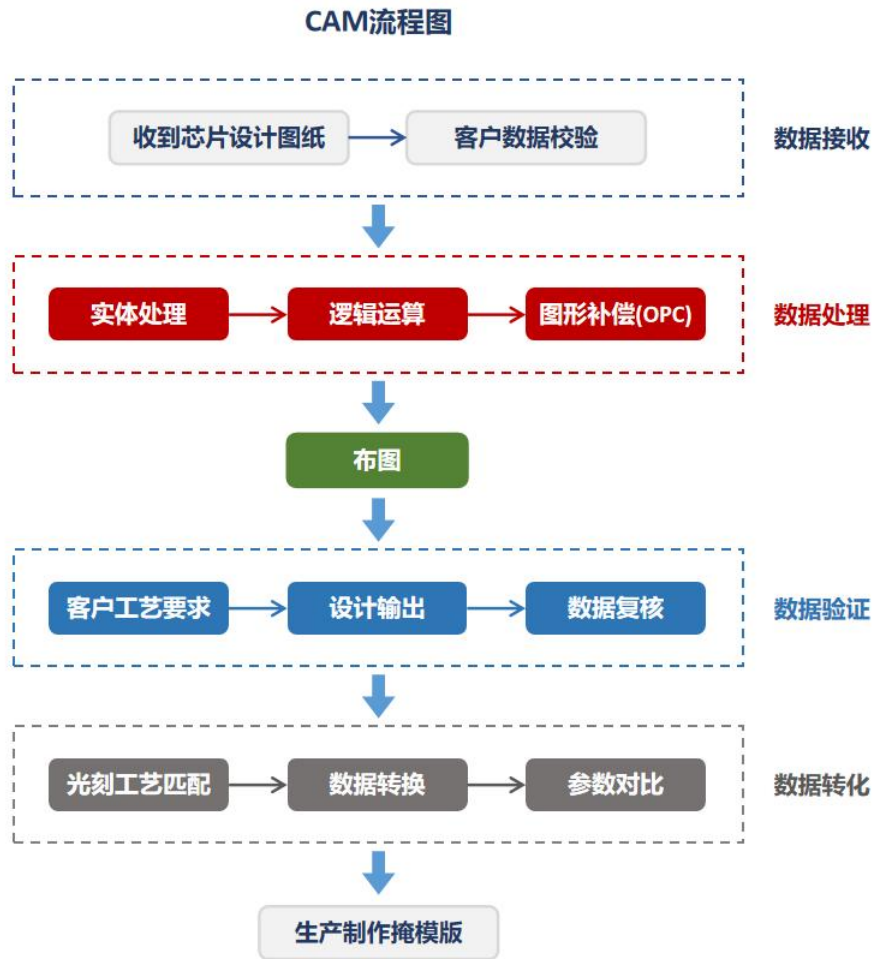 CAM流程图
收到芯片设计图纸
客户数据校验
数据接收
实体处理
逻辑运算
图形补偿(OPC)
数据处理
布图
客户工艺要求
设计输出
数据复核
数据验证
光刻工艺匹配
数据转换
参数对比
数据转化
生产制作掩模版